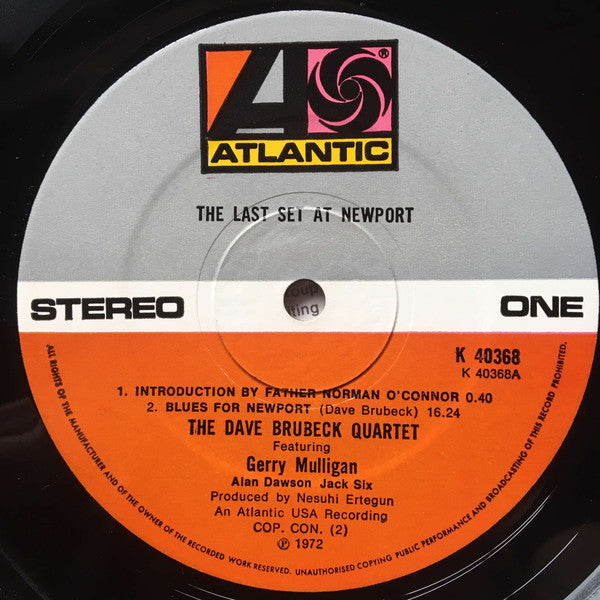 ATLANTIC
®
THE LAST SET AT NEWPORT
STEREO
ONE
K 40368
K 40368A
1. INTRODUCTION BY FATHER NORMAN O'CONNOR 0.40
2. BLUES FOR NEWPORT (Dave Brubeck) 16.24
THE DAVE BRUBECK QUARTET
Featuring
Gerry Mulligan
Alan Dawson Jack Six
Produced by Nesuhi Ertegun
An Atlantic USA Recording
COP. CON. (2)
℗ 1972
ALL RIGHTS OF THE MANUFACTURER AND OF THE OWNER OF THE RECORDED WORK RESERVED. UNAUTHORISED COPYING PUBLIC PERFORMANCE AND BROADCASTING OF THIS RECORD PROHIBITED.